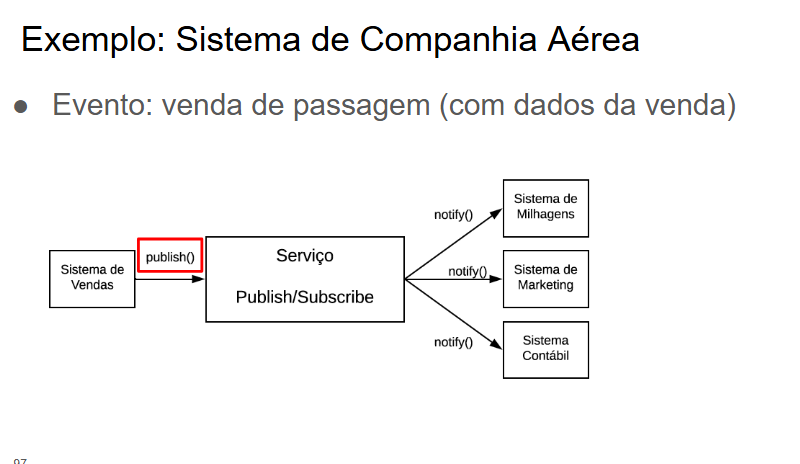 Exemplo: Sistema de Companhia Aérea
● Evento: venda de passagem (com dados da venda)
Sistema de
Vendas
publish()
Serviço
Publish/Subscribe
notify()
notify()
notify()
Sistema de
Milhagens
Sistema de
Marketing
Sistema
Contábil
97